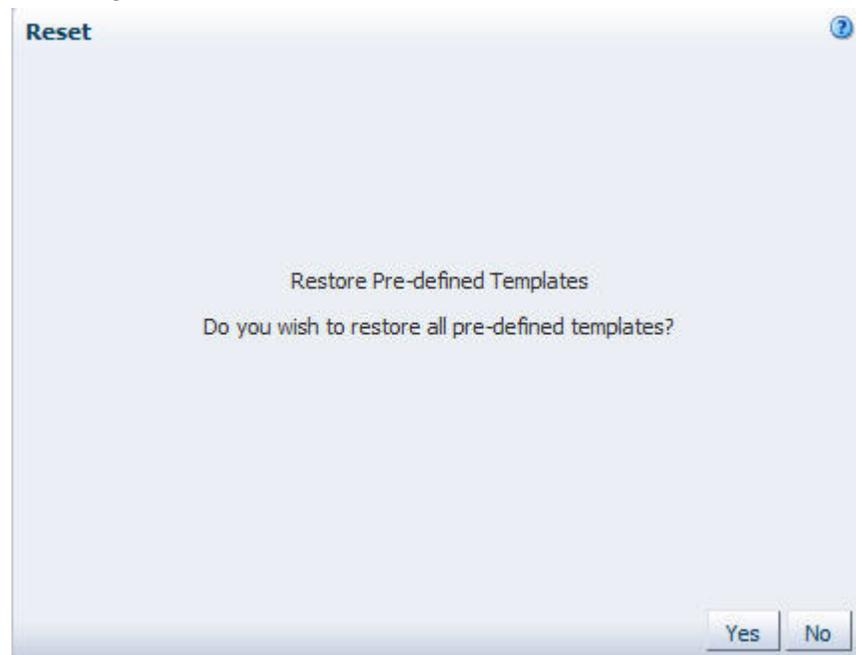 Reset
?
Restore Pre-defined Templates
Do you wish to restore all pre-defined templates?
Yes No